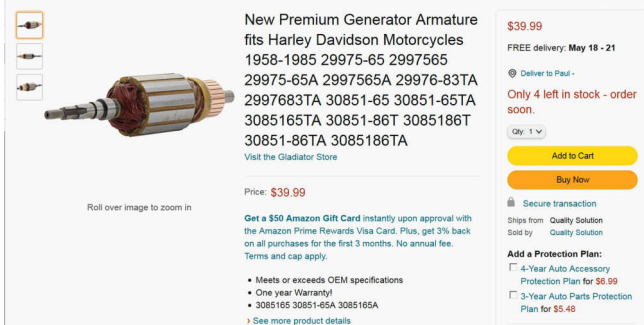 New Premium Generator Armature
fits Harley Davidson Motorcycles
1958-1985 29975-65 2997565
29975-65A 2997565A 29976-83TA
2997683TA 30851-65 30851-65TA
3085165TA 30851-86T 3085186T
30851-86TA 3085186TA
Visit the Gladiator Store
Price: $39.99
Get a $50 Amazon Gift Card instantly upon approval with
the Amazon Prime Rewards Visa Card. Plus, get 3% back
on all purchases for the first 3 months. No annual fee.
Terms and cap apply.
• Meets or exceeds OEM specifications
• One year Warranty!
• 3085165 30851-65A 3085165A
› See more product details
Roll over image to zoom in
$39.99
FREE delivery: May 18 - 21
Deliver to Paul -
Only 4 left in stock - order
soon.
Qty: 1
Add to Cart
Buy Now
Secure transaction
Ships from Quality Solution
Sold by Quality Solution
Add a Protection Plan:
4-Year Auto Accessory
Protection Plan for $6.99
3-Year Auto Parts Protection
Plan for $5.48